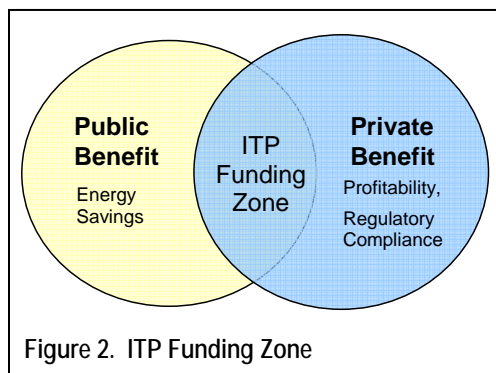 Public
Benefit
Energy
Savings
ITP
Funding
Zone
Private
Benefit
Profitability,
Regulatory
Compliance
Figure 2. ITP Funding Zone